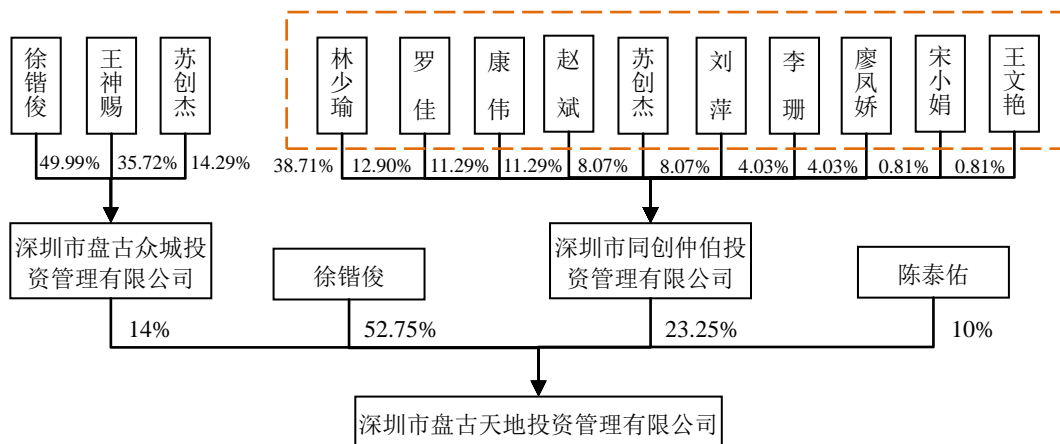 徐锴俊
王神赐
苏创杰
林少瑜
罗佳
康伟
赵斌
苏创杰
刘萍
李珊
廖凤娇
宋小娟
王文艳
49.99%
35.72%
14.29%
38.71%
12.90%
11.29%
11.29%
8.07%
8.07%
4.03%
4.03%
0.81%
0.81%
深圳市盘古众城投
资管理有限公司
徐锴俊
深圳市同创仲伯投
资管理有限公司
陈泰佑
14%
52.75%
23.25%
10%
深圳市盘古天地投资管理有限公司